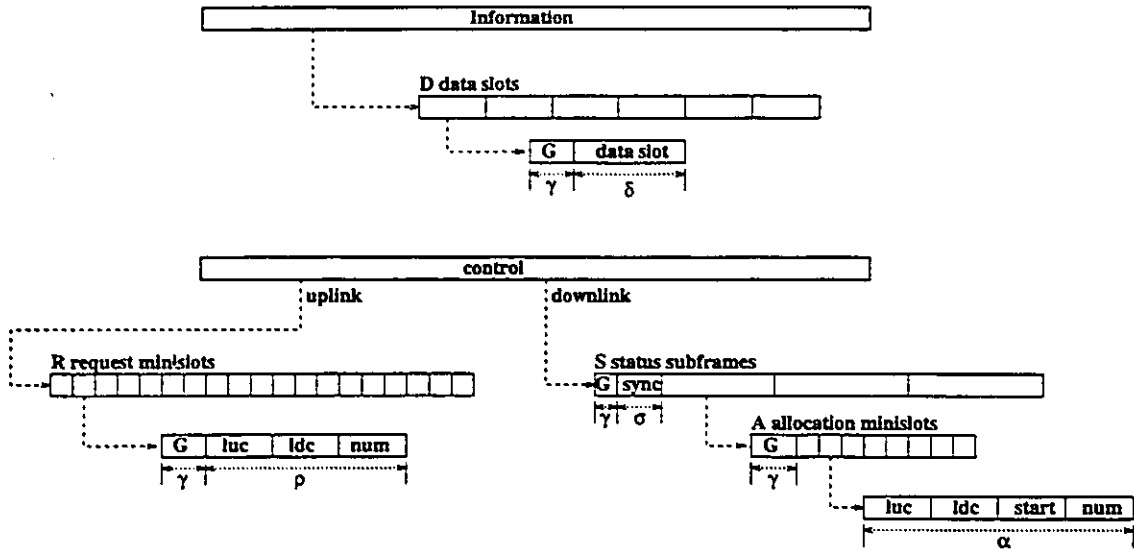 Information
D data slots
G data slot
γ δ
control
uplink downlink
R request minislots S status subframes
G sync
γ σ
A allocation minislots
G luc ldc num G
γ ρ γ
luc ldc start num
α